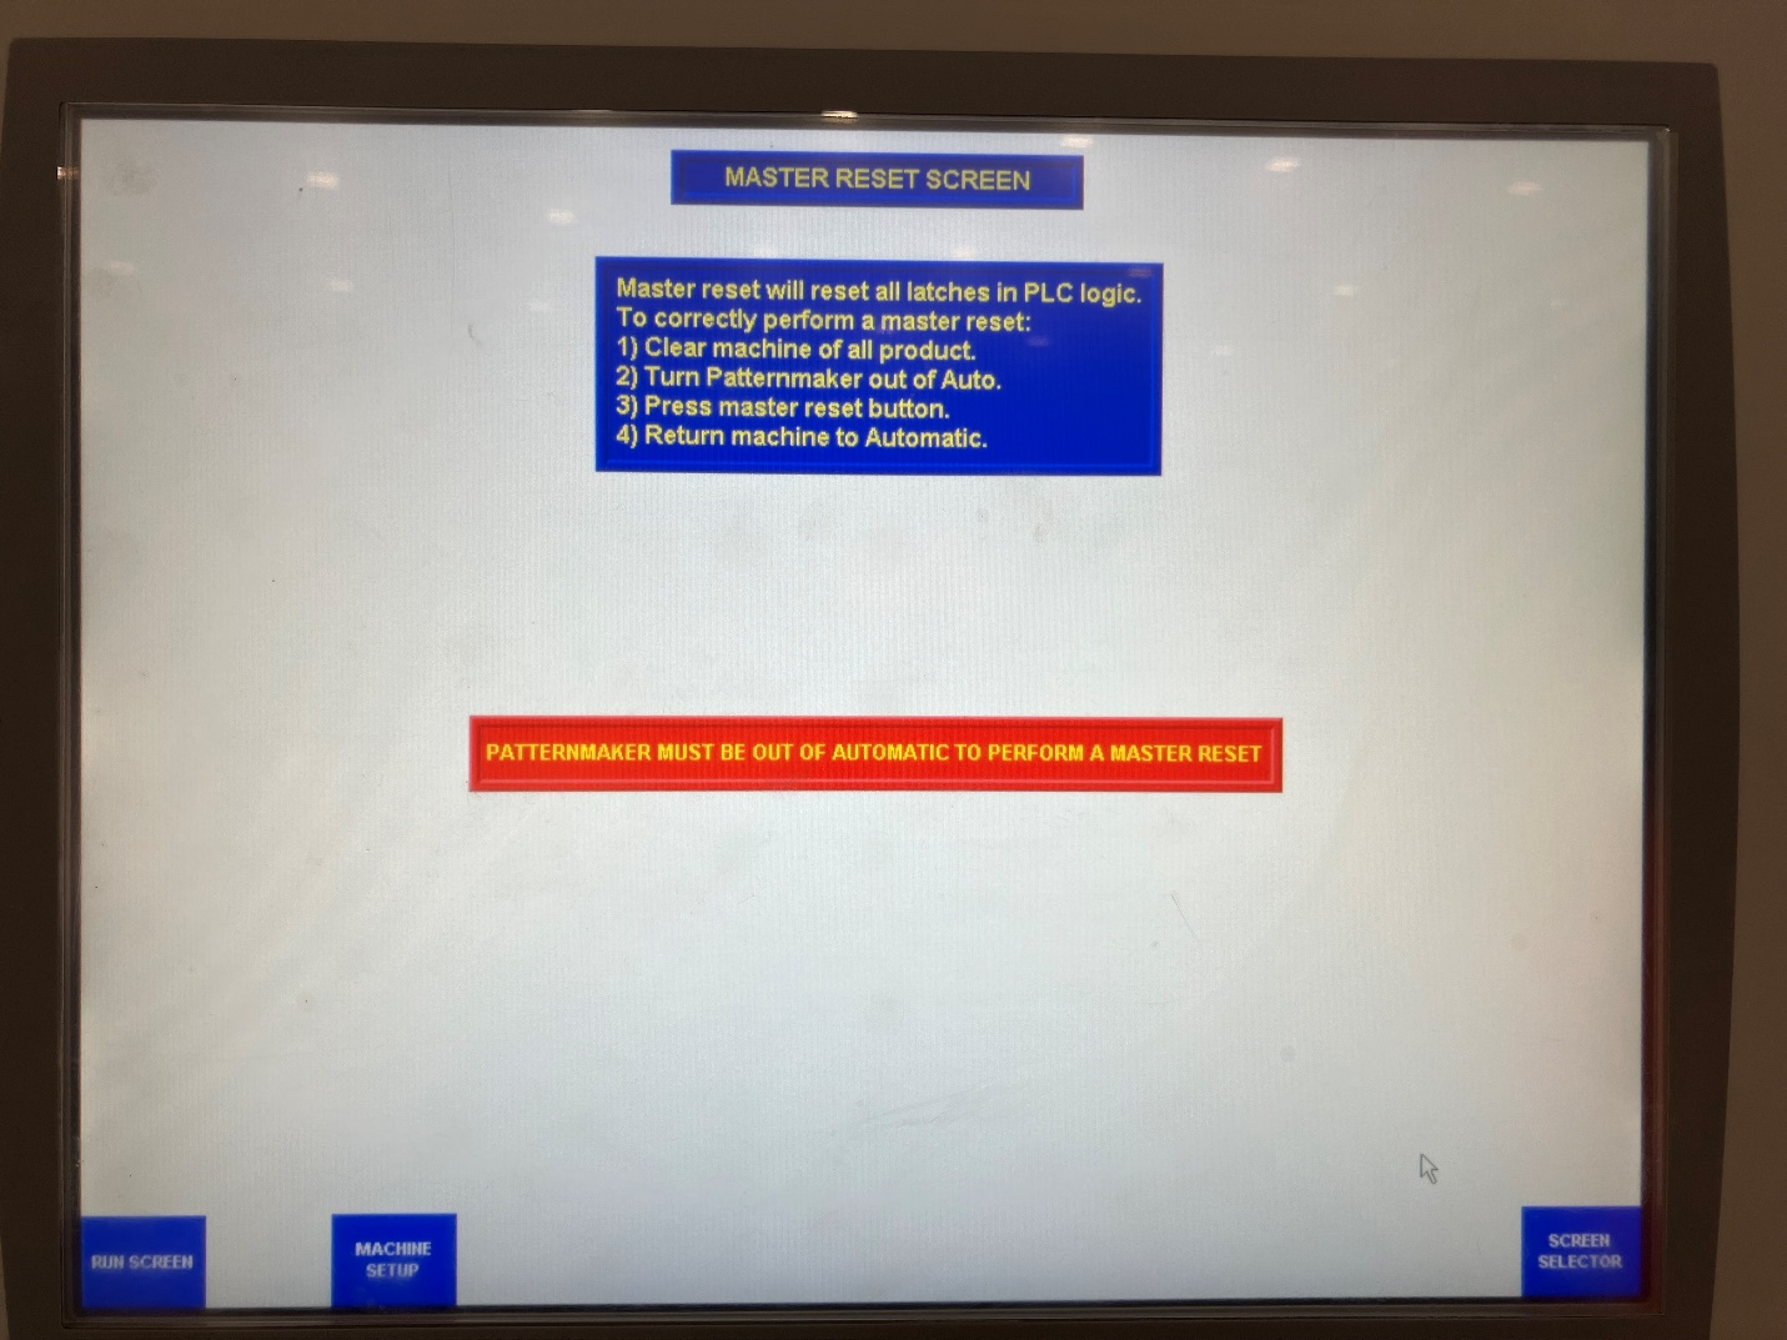 MASTER RESET SCREEN
Master reset will reset all latches in PLC logic.
To correctly perform a master reset:
1) Clear machine of all product.
2) Turn Patternmaker out of Auto.
3) Press master reset button.
4) Return machine to Automatic.
PATTERNMAKER MUST BE OUT OF AUTOMATIC TO PERFORM A MASTER RESET
RUN SCREEN
MACHINE
SETUP
SCREEN
SELECTOR